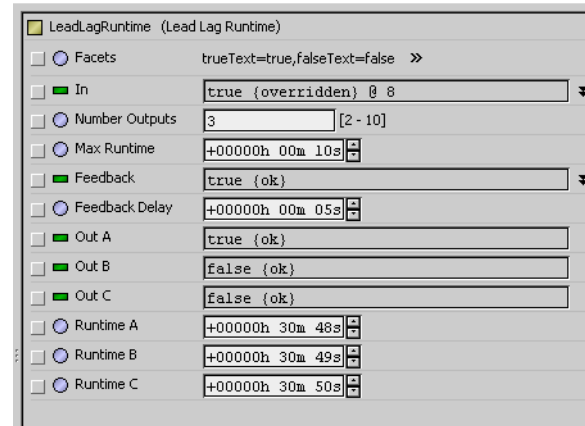 LeadLagRuntime (Lead Lag Runtime)
Facets trueText=true,falseText=false »
In true {overridden} @ 8
Number Outputs 3 [2 - 10]
Max Runtime +00000h 00m 10s
Feedback true {ok}
Feedback Delay +00000h 00m 05s
Out A true {ok}
Out B false {ok}
Out C false {ok}
Runtime A +00000h 30m 48s
Runtime B +00000h 30m 49s
Runtime C +00000h 30m 50s